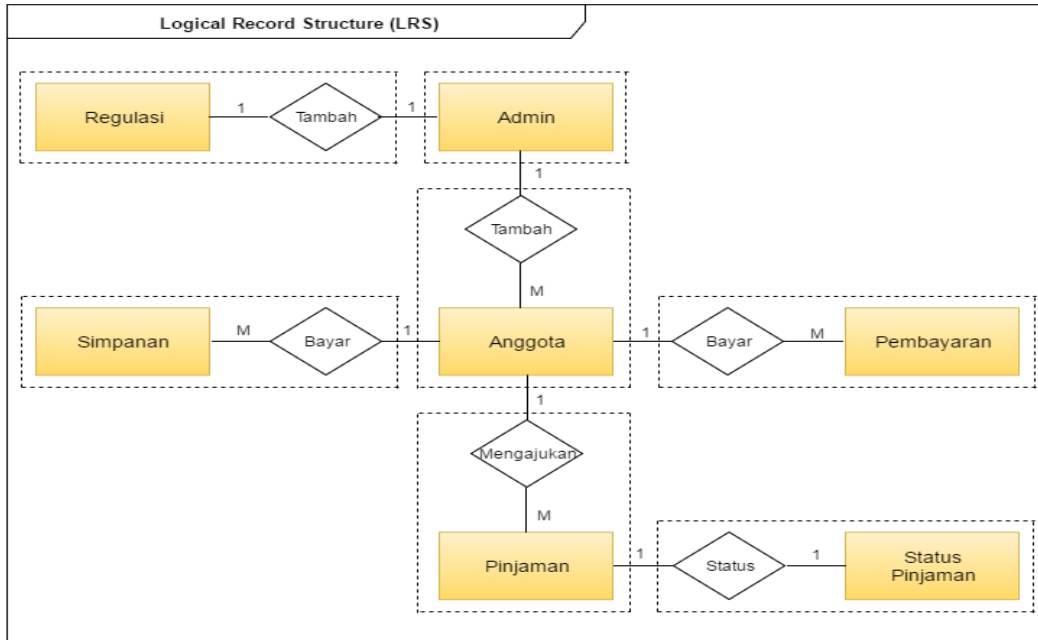 Logical Record Structure (LRS)
Regulasi
1
Tambah
1
Admin
1
Tambah
M
Simpanan
M
Bayar
1
Anggota
1
Bayar
M
Pembayaran
1
Mengajukan
M
Pinjaman
1
Status
1
Status
Pinjaman